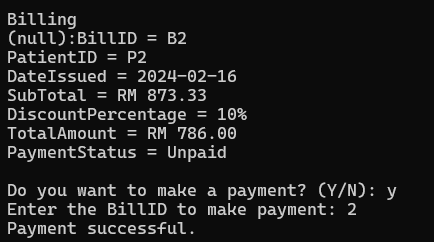 Billing
(null):BillID = B2
PatientID = P2
DateIssued = 2024-02-16
SubTotal = RM 873.33
DiscountPercentage = 10%
TotalAmount = RM 786.00
PaymentStatus = Unpaid
Do you want to make a payment? (Y/N): y
Enter the BillID to make payment: 2
Payment successful.